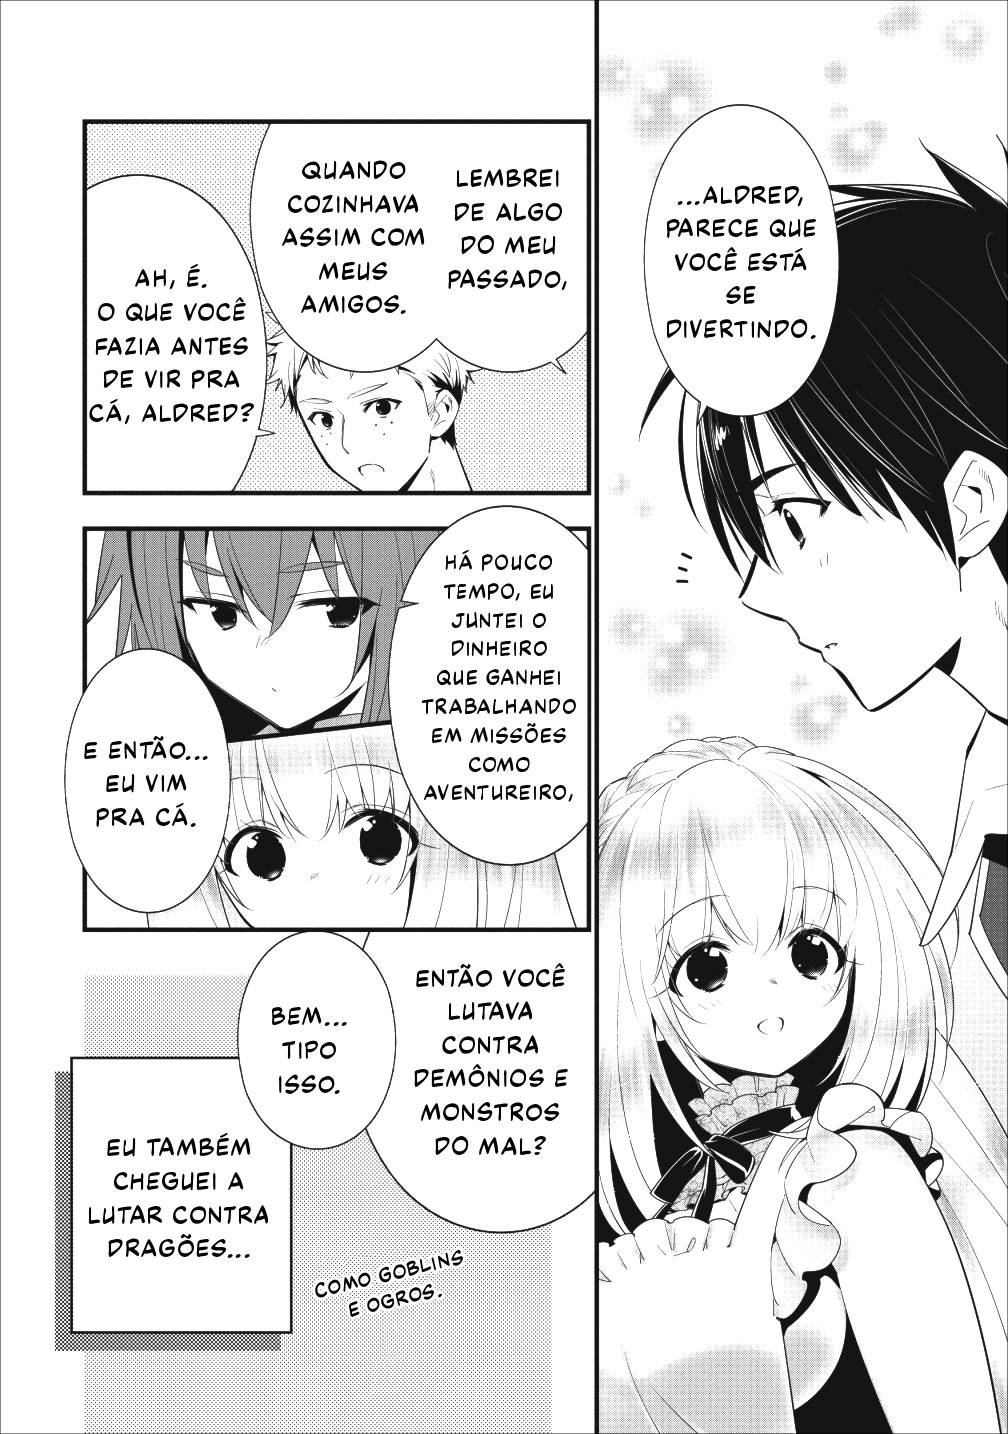 ...ALDRED,
PARECE QUE
VOCÊ ESTÁ
SE
DIVERTINDO.
LEMBREI
DE ALGO
DO MEU
PASSADO,
QUANDO
COZINHAVA
ASSIM COM
MEUS
AMIGOS.
AH, É.
O QUE VOCÊ
FAZIA ANTES
DE VIR PRA
CÁ, ALDRED?
HÁ POUCO
TEMPO, EU
JUNTEI O
DINHEIRO
QUE GANHEI
TRABALHANDO
EM MISSÕES
COMO
AVENTUREIRO,
E ENTÃO...
EU VIM
PRA CÁ.
ENTÃO VOCÊ
LUTAVA
CONTRA
DEMÔNIOS E
MONSTROS
DO MAL?
BEM...
TIPO
ISSO.
COMO GOBLINS
E OGROS.
EU TAMBÉM
CHEGUEI A
LUTAR CONTRA
DRAGÕES...